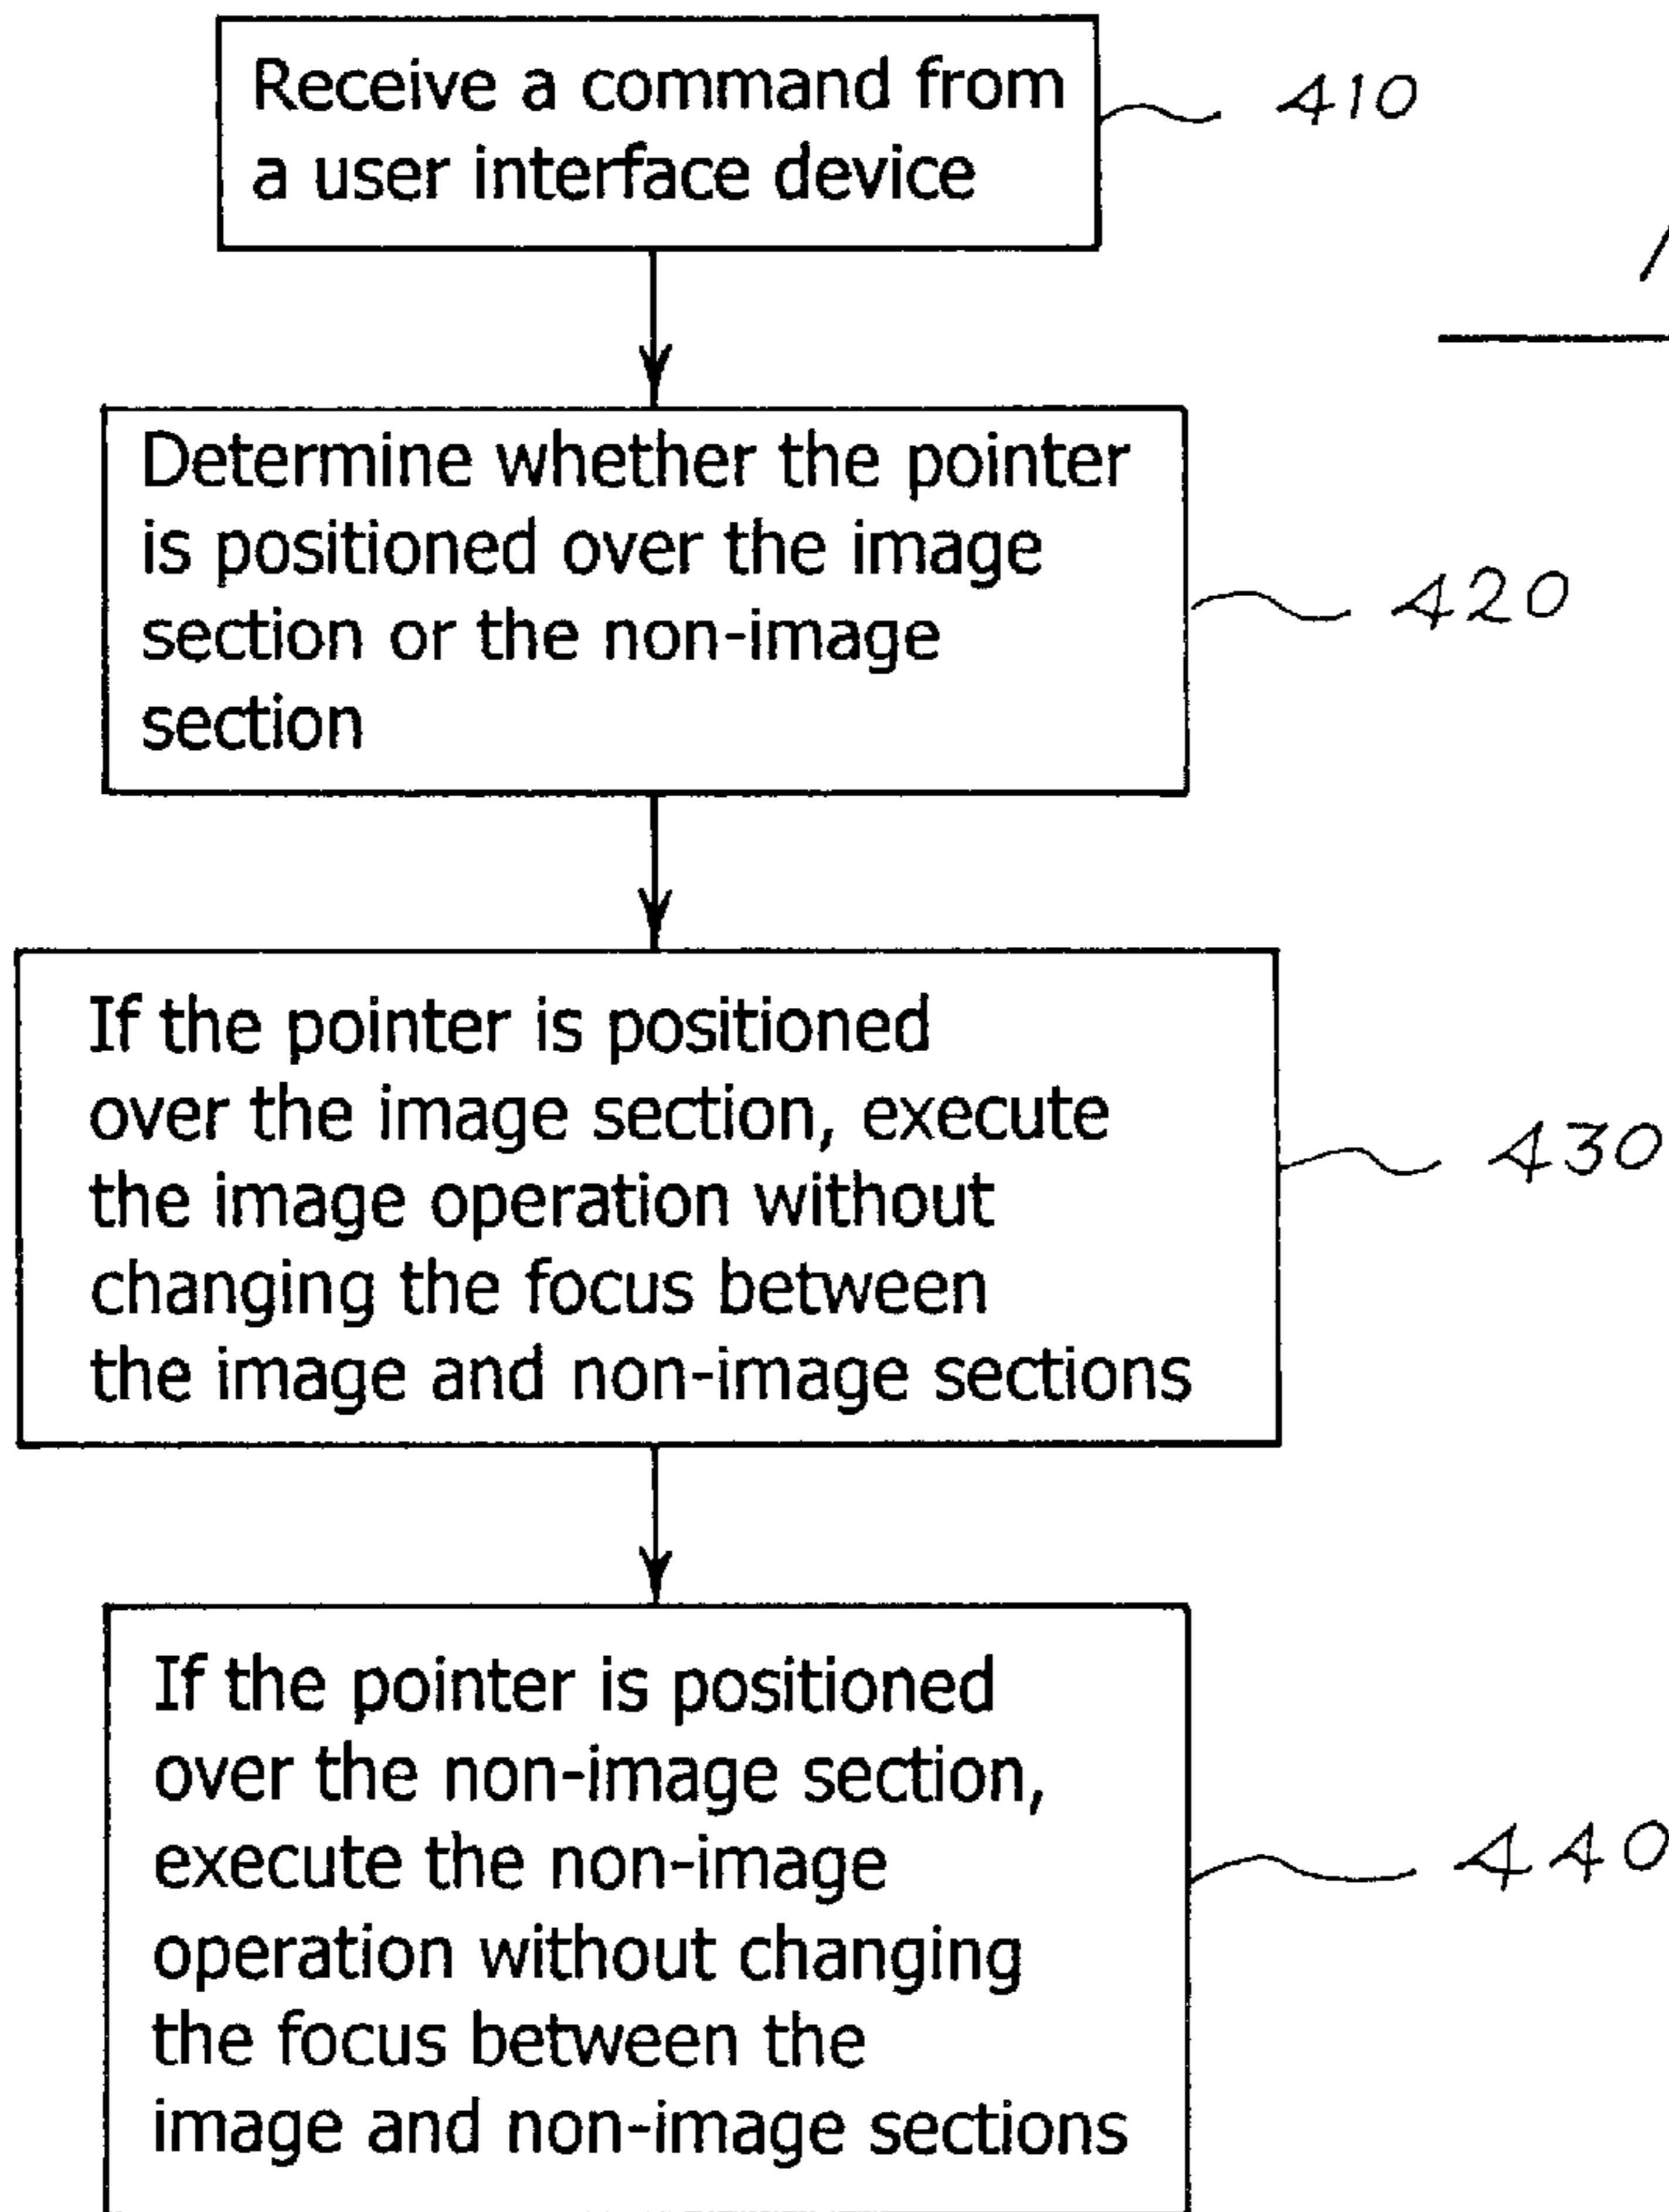 Receive a command from
a user interface device
410
Determine whether the pointer
is positioned over the image
section or the non-image
section
420
If the pointer is positioned
over the image section, execute
the image operation without
changing the focus between
the image and non-image sections
430
If the pointer is positioned
over the non-image section,
execute the non-image
operation without changing
the focus between the
image and non-image sections
440